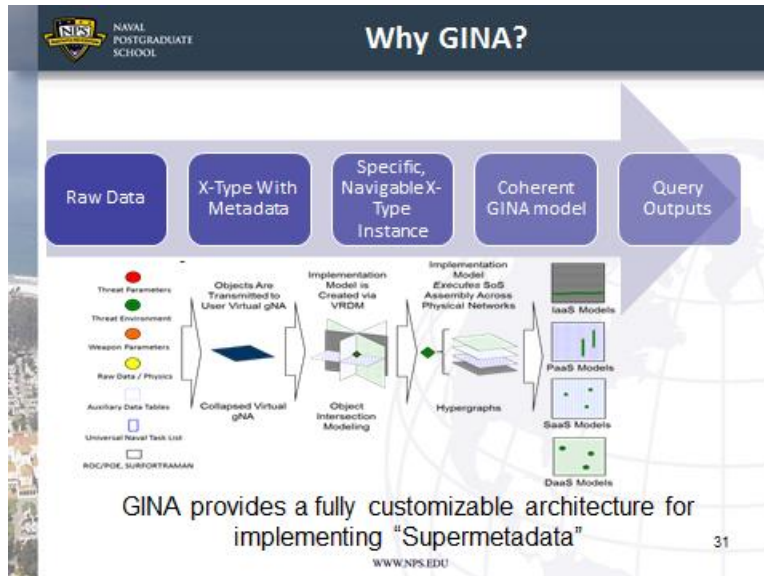 NPS
NAVAL
POSTGRADUATE
SCHOOL
Why GINA?
Raw Data
X-Type With
Metadata
Specific,
Navigable X-
Type
Instance
Coherent
GINA model
Query
Outputs
Threat Parameters
Threat Environment
Weapon Parameters
Raw Data / Physics
Auxiliary Data Tables
Universal Naval Task List
ROC/POE, SURFORTRAMAN
Objects Are
Transmitted to
User Virtual gNA
Collapsed Virtual
gNA
Implementation
Model is
Created via
VRDM
Object
Intersection
Modeling
Implementation
Model
Executes SoS
Assembly Across
Physical Networks
Hypergraphs
IaaS Models
PaaS Models
SaaS Models
DaaS Models
GINA provides a fully customizable architecture for
implementing “Supermetadata”
31
WWW.NPS.EDU